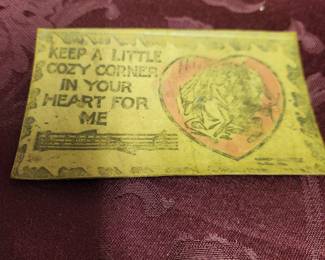 KEEP A LITTLE
COZY CORNER
IN YOUR
HEART FOR
ME